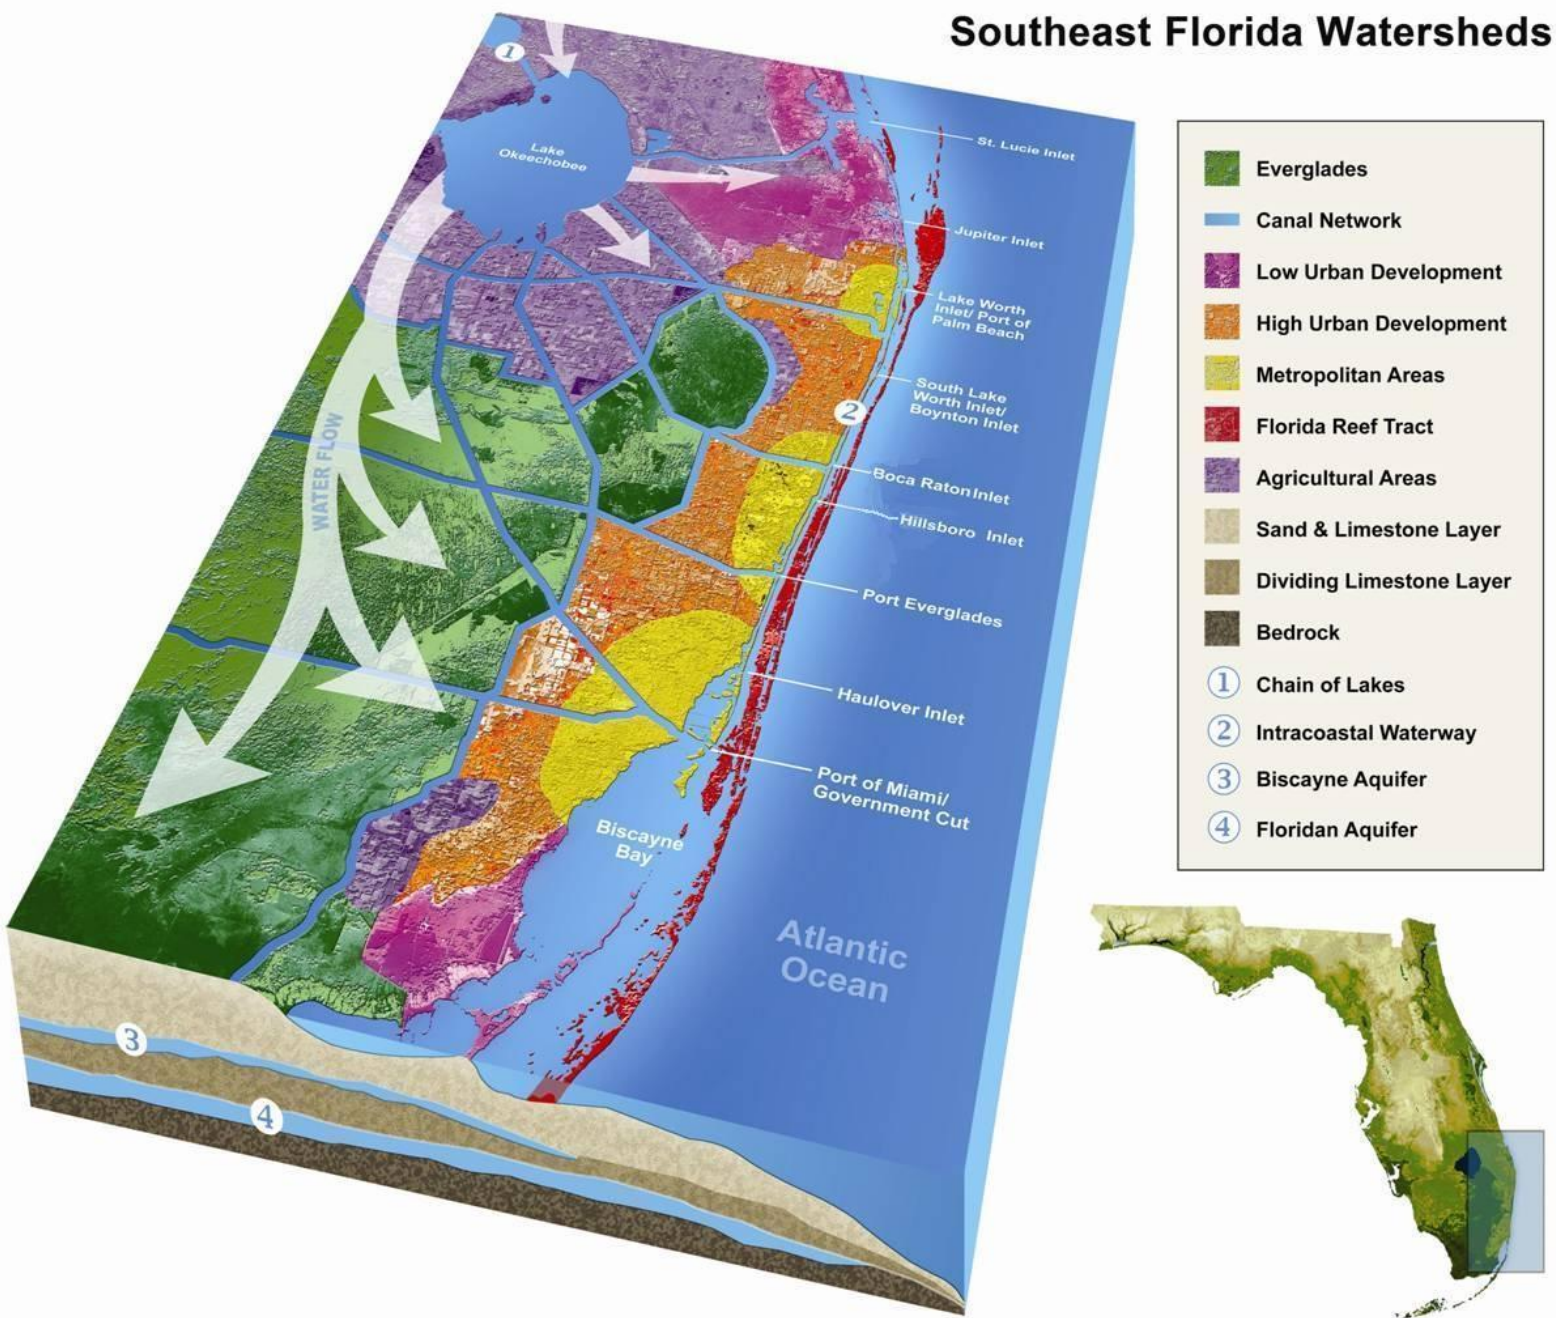 Southeast Florida Watersheds
1
Lake
Okeechobee
St. Lucie Inlet
Jupiter Inlet
Lake Worth
Inlet/ Port of
Palm Beach
South Lake
Worth Inlet/
Boynton Inlet
2
Boca Raton Inlet
Hillsboro Inlet
Port Everglades
Haulover Inlet
Port of Miami/
Government Cut
WATER FLOW
Biscayne
Bay
Atlantic
Ocean
3
4
Everglades
Canal Network
Low Urban Development
High Urban Development
Metropolitan Areas
Florida Reef Tract
Agricultural Areas
Sand & Limestone Layer
Dividing Limestone Layer
Bedrock
1 Chain of Lakes
2 Intracoastal Waterway
3 Biscayne Aquifer
4 Floridan Aquifer